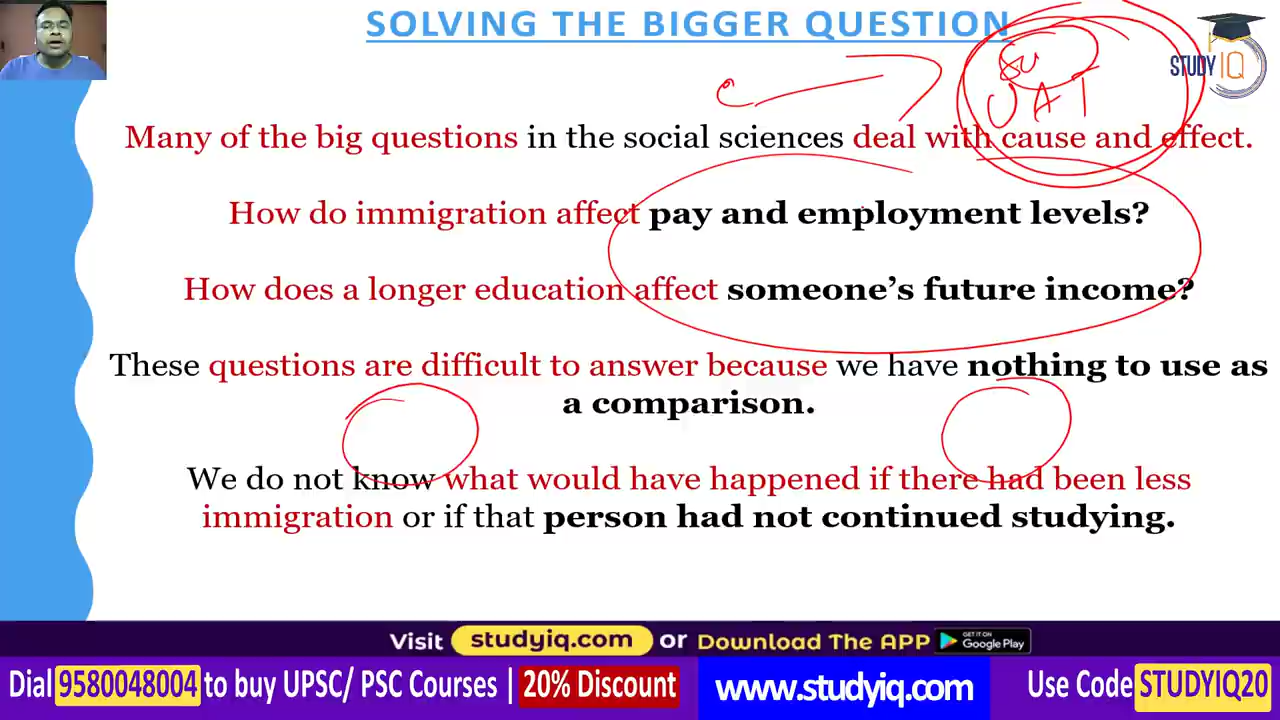 SOLVING THE BIGGER QUESTION
STUDY IQ
Many of the big questions in the social sciences deal with cause and effect.
How do immigration affect pay and employment levels?
How does a longer education affect someone's future income?
These questions are difficult to answer because we have nothing to use as
a comparison.
We do not know what would have happened if there had been less
immigration or if that person had not continued studying.
Visit studyiq.com or Download The APP GET IT ON Google Play
Dial 9580048004 to buy UPSC/ PSC Courses | 20% Discount www.studyiq.com Use Code STUDYIQ20